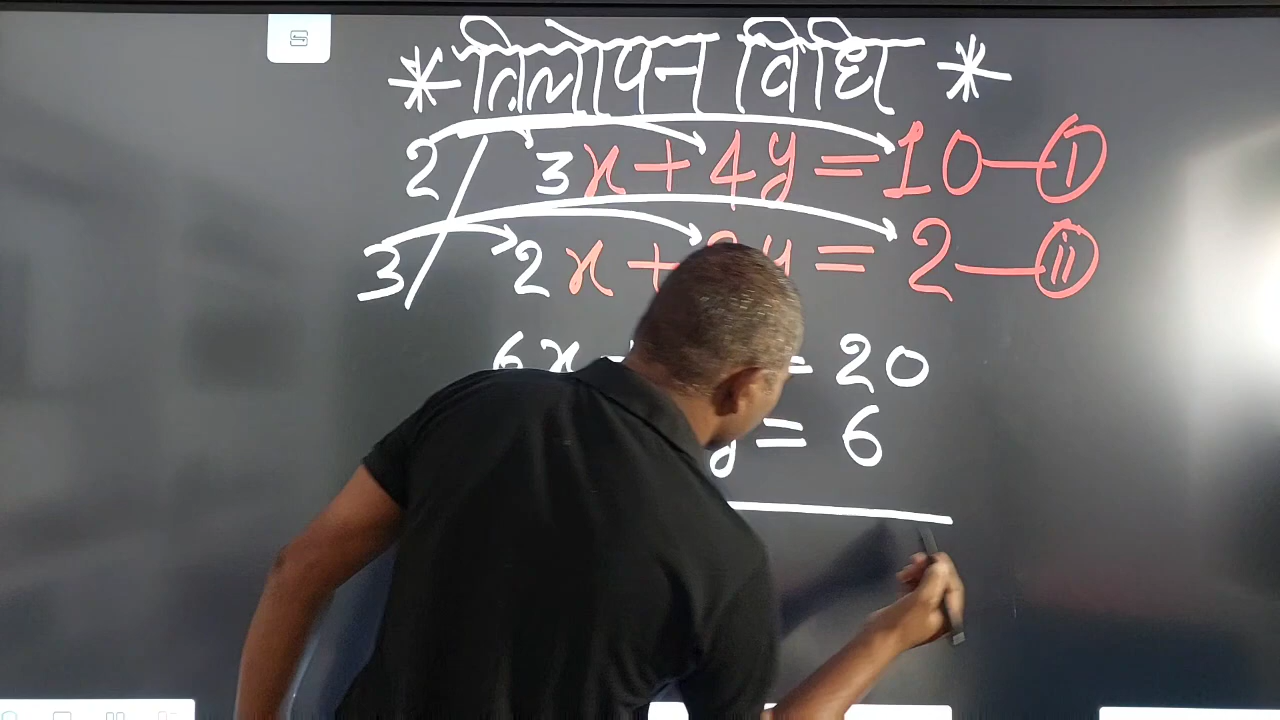 *विलोपन विधि*
2/ 3x+4y=10—(i)
3/ 2x+ y=2—(ii)
6x =20
y=6